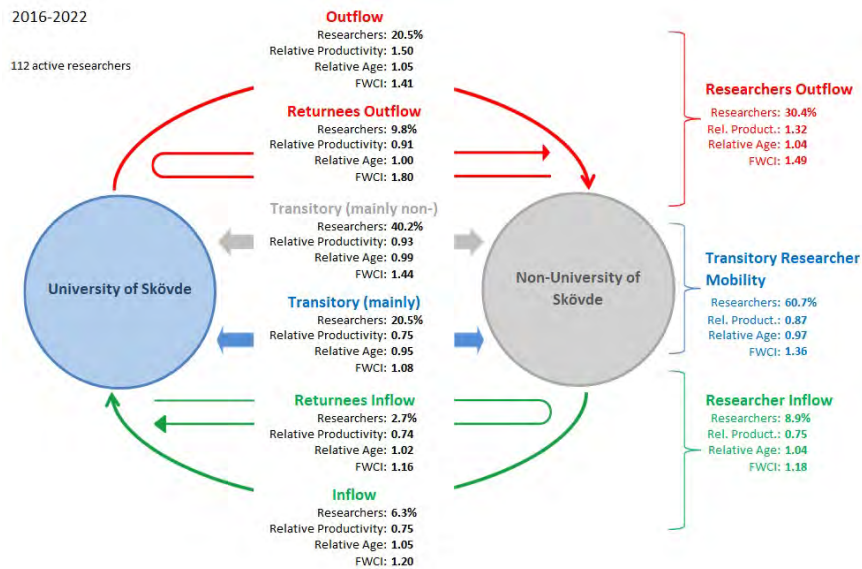 2016-2022
112 active researchers
Outflow
Researchers: 20.5%
Relative Productivity: 1.50
Relative Age: 1.05
FWCI: 1.41
Returnees Outflow
Researchers: 9.8%
Relative Productivity: 0.91
Relative Age: 1.00
FWCI: 1.80
Transitory (mainly non-)
Researchers: 40.2%
Relative Productivity: 0.93
Relative Age: 0.99
FWCI: 1.44
Transitory (mainly)
Researchers: 20.5%
Relative Productivity: 0.75
Relative Age: 0.95
FWCI: 1.08
Returnees Inflow
Researchers: 2.7%
Relative Productivity: 0.74
Relative Age: 1.02
FWCI: 1.16
Inflow
Researchers: 6.3%
Relative Productivity: 0.75
Relative Age: 1.05
FWCI: 1.20
University of Skövde
Non-University of
Skövde
Researchers Outflow
Researchers: 30.4%
Rel. Product.: 1.32
Relative Age: 1.04
FWCI: 1.49
Transitory Researcher
Mobility
Researchers: 60.7%
Rel. Product.: 0.87
Relative Age: 0.97
FWCI: 1.36
Researcher Inflow
Researchers: 8.9%
Rel. Product.: 0.75
Relative Age: 1.04
FWCI: 1.18